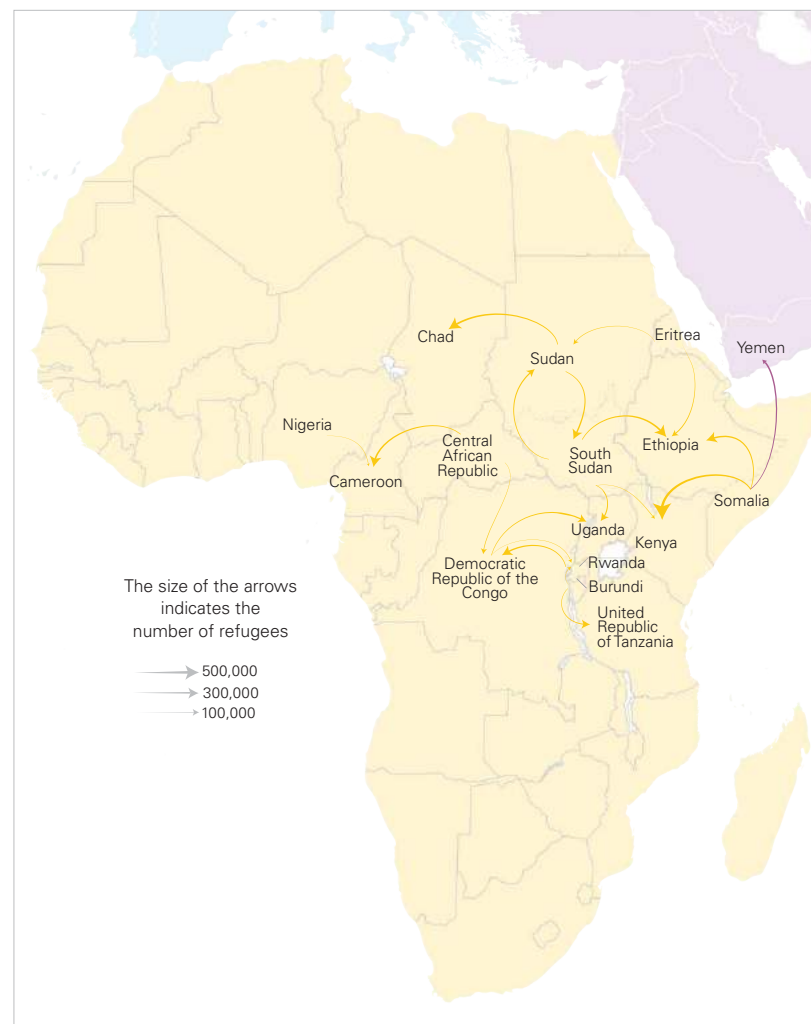 Chad
Sudan
Eritrea
Yemen
Nigeria
Central
African
Republic
South
Sudan
Ethiopia
Cameroon
Somalia
Uganda
Kenya
Democratic
Republic of the
Congo
Rwanda
Burundi
United
Republic
of Tanzania
The size of the arrows
indicates the
number of refugees
500,000
300,000
100,000